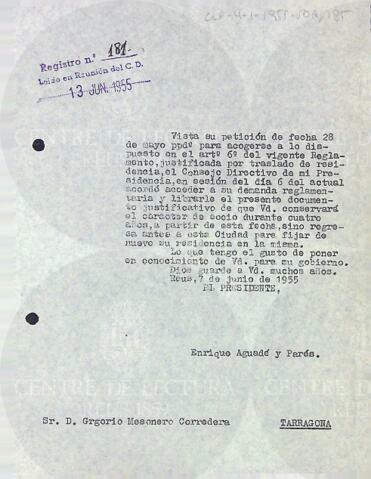 Registro n.º 181.
Leído en Reunión del C. D.
13 JUN. 1955
Vista su petición de fecha 28
de mayo ppdº para acogerse a lo dis-
puesto en el artº 6º del vigente Regla-
mento, justificada por traslado de resi-
dencia, el Consejo Directivo de mi Pre-
sidencia, en sesión del día 6 del actual
acordó acceder a su demanda reglamen-
taria y librarle el presente documen-
to justificativo de que Vd. conservará
el carácter de socio durante cuatro
años, a partir de esta fecha, sino regre-
sa antes a esta Ciudad para fijar de
nuevo su residencia en la misma.
Lo que tengo el gusto de poner
en conocimiento de Vd. para su gobierno.
Dios guarde a Vd. muchos años.
Reus, 7 de junio de 1955
EL PRESIDENTE,
Enrique Aguadé y Parés.
CENTRE DE LECTURA
CENTRE DE LECTURA
Sr. D. Grgorio Mesonero Corredera
TARRAGONA